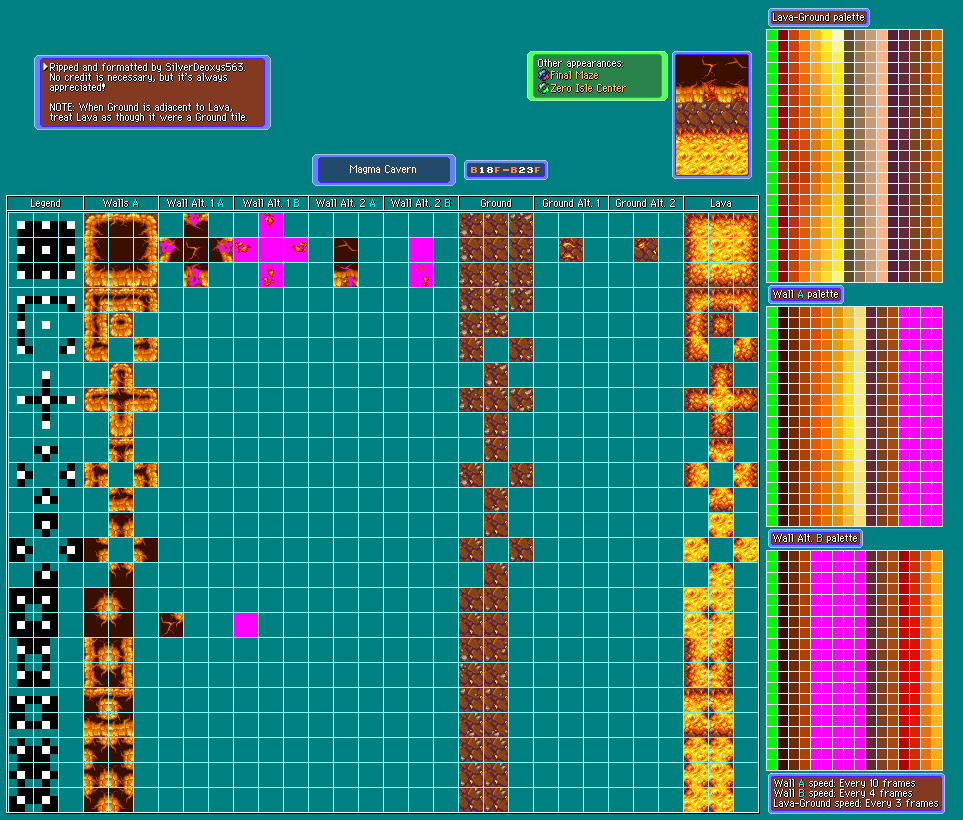 Lava-Ground palette
▶Ripped and formatted by SilverDeoxys563.
No credit is necessary, but it's always
appreciated!
NOTE: When Ground is adjacent to Lava,
treat Lava as though it were a Ground tile.
Other appearances:
Final Maze
Zero Isle Center
Magma Cavern
B18F-B23F
Legend
Walls A
Wall Alt. 1 A
Wall Alt. 1 B
Wall Alt. 2 A
Wall Alt. 2 B
Ground
Ground Alt. 1
Ground Alt. 2
Lava
Wall A palette
Wall Alt. B palette
Wall A speed: Every 10 frames
Wall B speed: Every 4 frames
Lava-Ground speed: Every 3 frames